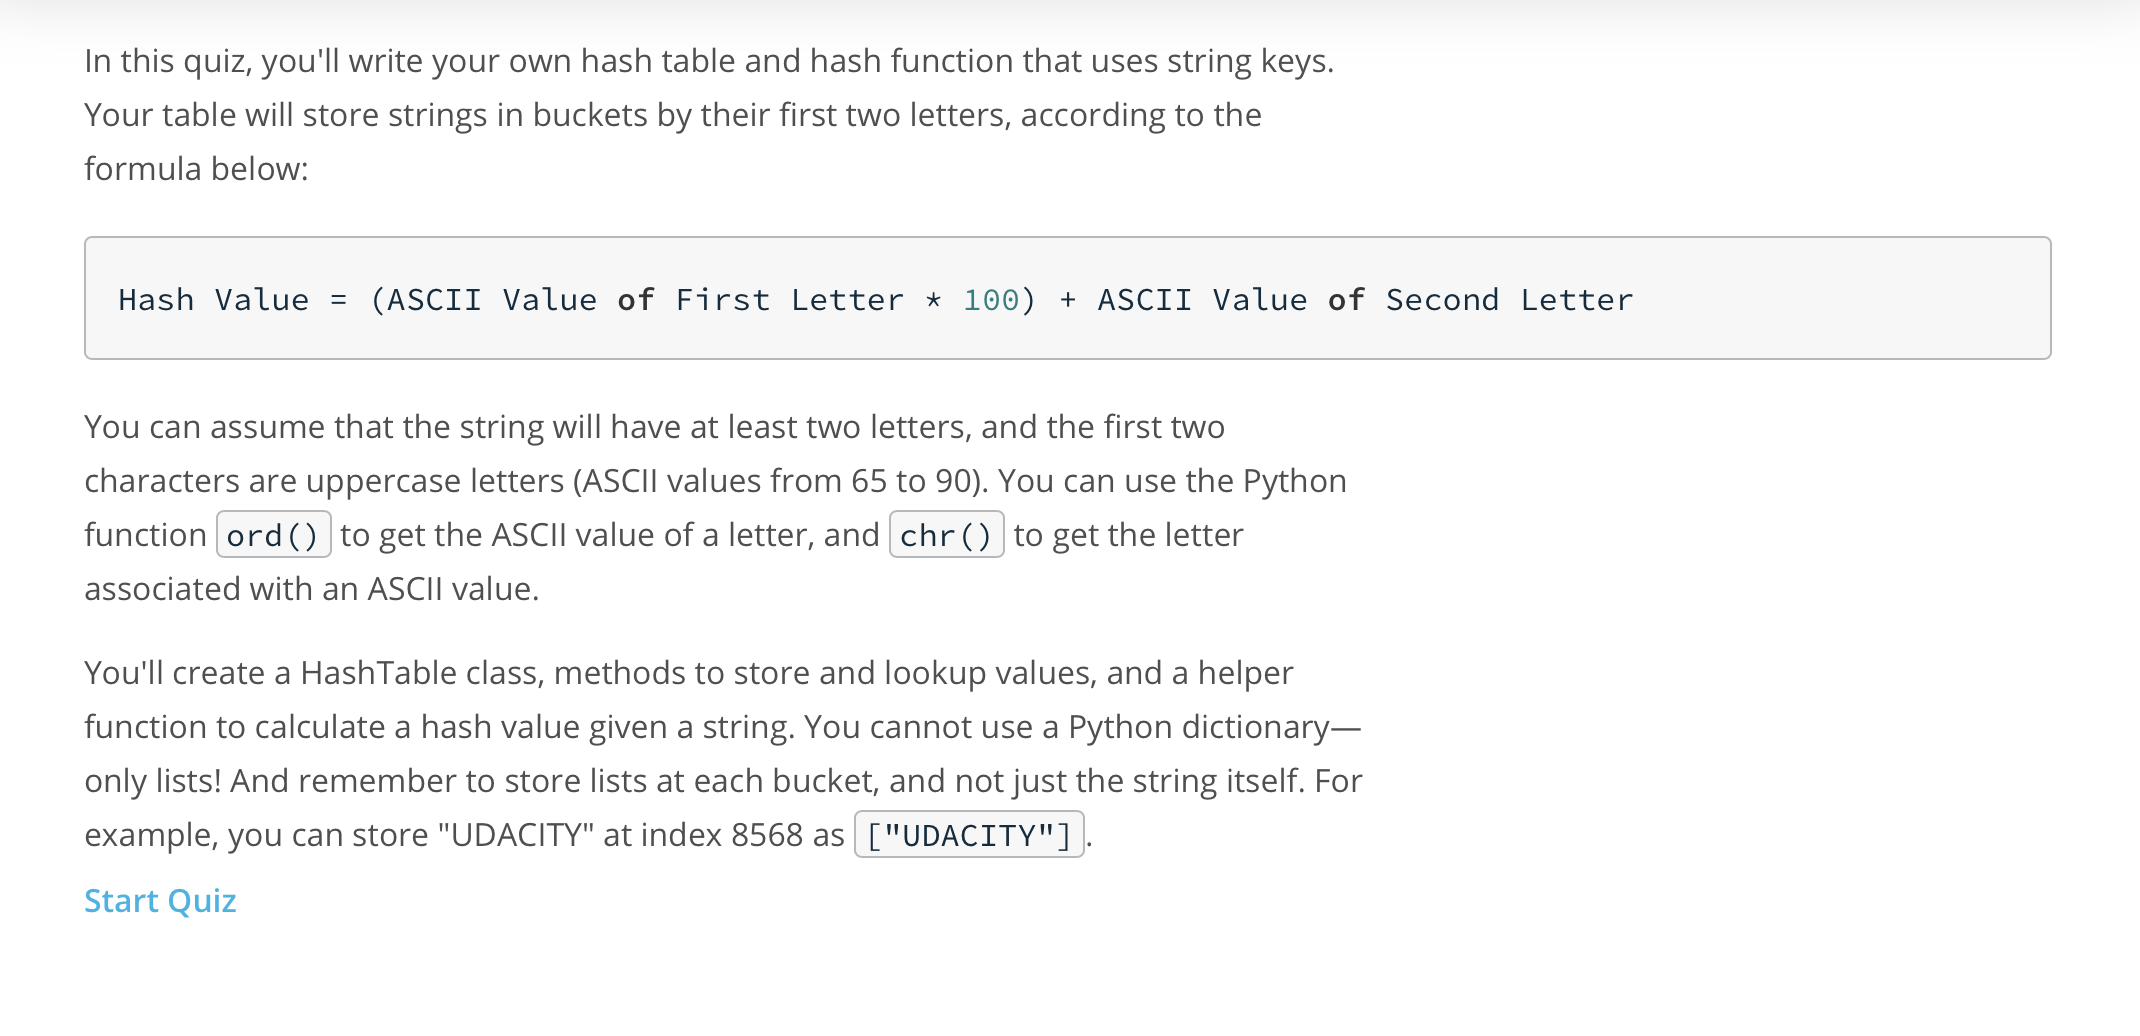 In this quiz, you'll write your own hash table and hash function that uses string keys.
Your table will store strings in buckets by their first two letters, according to the
formula below:
Hash Value = (ASCII Value of First Letter * 100) + ASCII Value of Second Letter
You can assume that the string will have at least two letters, and the first two
characters are uppercase letters (ASCII values from 65 to 90). You can use the Python
function ord() to get the ASCII value of a letter, and chr() to get the letter
associated with an ASCII value.
You'll create a HashTable class, methods to store and lookup values, and a helper
function to calculate a hash value given a string. You cannot use a Python dictionary—
only lists! And remember to store lists at each bucket, and not just the string itself. For
example, you can store "UDACITY" at index 8568 as ["UDACITY"].
Start Quiz